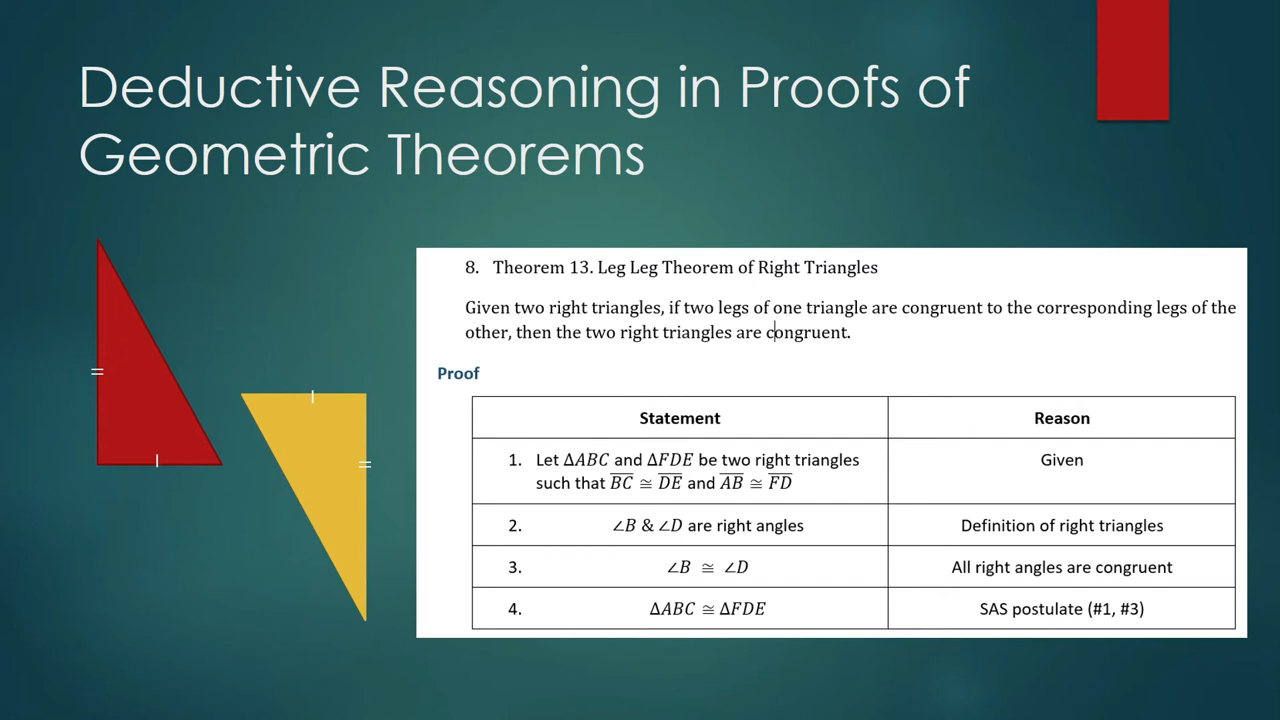 Deductive Reasoning in Proofs of
Geometric Theorems
8. Theorem 13. Leg Leg Theorem of Right Triangles
Given two right triangles, if two legs of one triangle are congruent to the corresponding legs of the
other, then the two right triangles are congruent.
Proof
Statement Reason
1. Let ΔABC and ΔFDE be two right triangles Given
such that B̅C̅ ≅ D̅E̅ and A̅B̅ ≅ F̅D̅
2. ∠B & ∠D are right angles Definition of right triangles
3. ∠B ≅ ∠D All right angles are congruent
4. ΔABC ≅ ΔFDE SAS postulate (#1, #3)